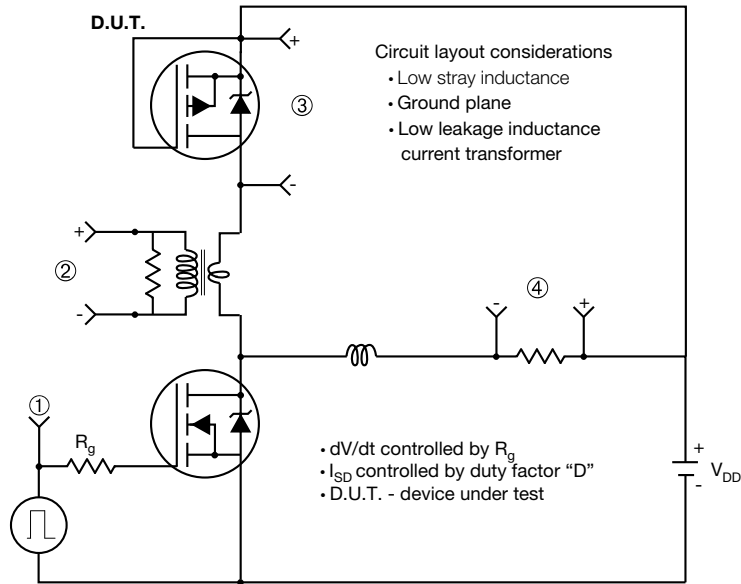 D.U.T.
+
Circuit layout considerations
• Low stray inductance
③
• Ground plane
• Low leakage inductance
current transformer
-
+
②
-
- ④ +
①
Rg
• dV/dt controlled by Rg
• ISD controlled by duty factor “D”
• D.U.T. - device under test
+
VDD
-